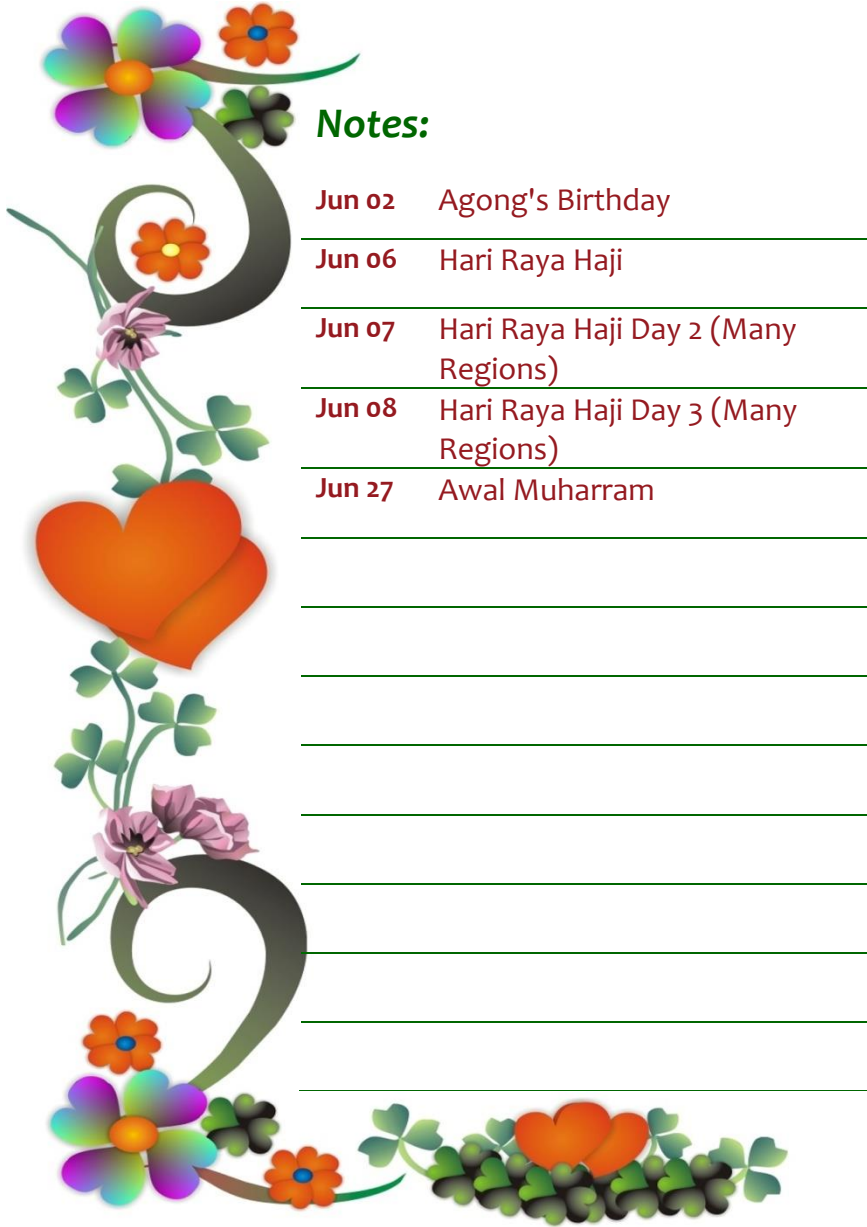 Notes:
Jun 02 Agong's Birthday
Jun 06 Hari Raya Haji
Jun 07 Hari Raya Haji Day 2 (Many
Regions)
Jun 08 Hari Raya Haji Day 3 (Many
Regions)
Jun 27 Awal Muharram